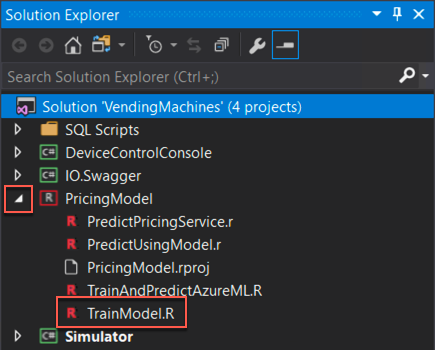 Solution Explorer
Search Solution Explorer (Ctrl+;)
Solution 'VendingMachines' (4 projects)
SQL Scripts
C# DeviceControlConsole
C# IO.Swagger
R PricingModel
R PredictPricingService.r
R PredictUsingModel.r
PricingModel.rproj
R TrainAndPredictAzureML.R
R TrainModel.R
C# Simulator